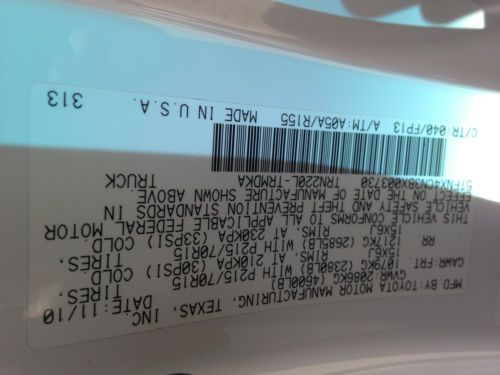 MFD BY:TOYOTA MOTOR MANUFACTURING, TEXAS, INC.
DATE:11/10
GVWR:2086KG (4600LB)
GAWR:FRT. 1079KG (2380LB) WITH P215/70R15 TIRES.
15X6J RIMS, AT 210KPA (30PSI) COLD
RR. 1217KG (2685LB) WITH P215/70R15 TIRES.
15X6J RIMS, AT 230KPA (33PSI) COLD
THIS VEHICLE CONFORMS TO ALL APPLICABLE FEDERAL MOTOR
VEHICLE SAFETY AND THEFT PREVENTION STANDARDS IN
EFFECT ON THE DATE OF MANUFACTURE SHOWN ABOVE.
5TFNX4CN3BX003730 TRUCK
TRN220L-TRMDKA
C/TR:040/FP13 A/TM:A05A/R155 MADE IN U.S.A.
313